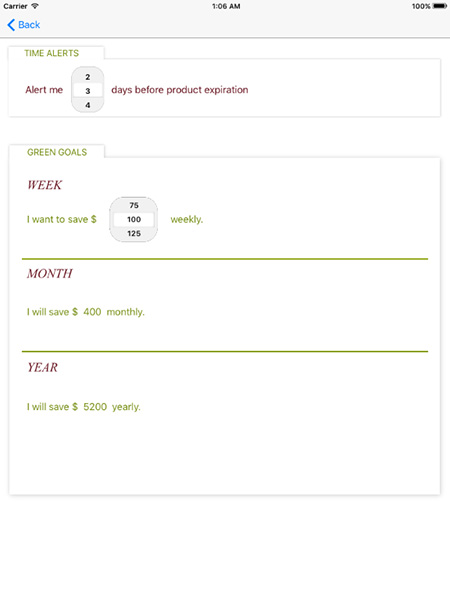 Carrier 1:06 AM 100%
Back
TIME ALERTS
2
Alert me 3 days before product expiration
4
GREEN GOALS
WEEK
75
I want to save $ 100 weekly.
125
MONTH
I will save $ 400 monthly.
YEAR
I will save $ 5200 yearly.